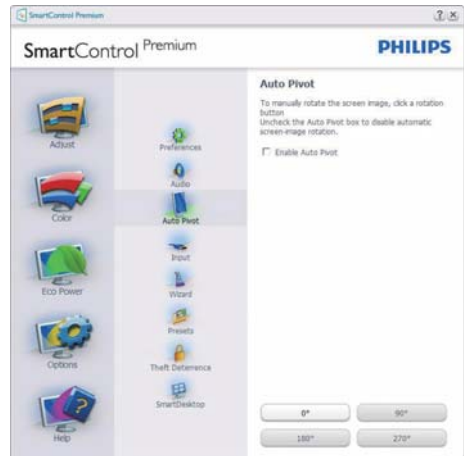 SmartControl Premium
SmartControl Premium
PHILIPS
Adjust
Color
Eco Power
Options
Help
Preferences
Audio
Auto Pivot
Input
Wizard
Presets
Theft Deterrence
SmartDesktop
Auto Pivot
To manually rotate the screen image, click a rotation
button
Uncheck the Auto Pivot box to disable automatic
screen-image rotation.
Enable Auto Pivot
0°
90°
180°
270°